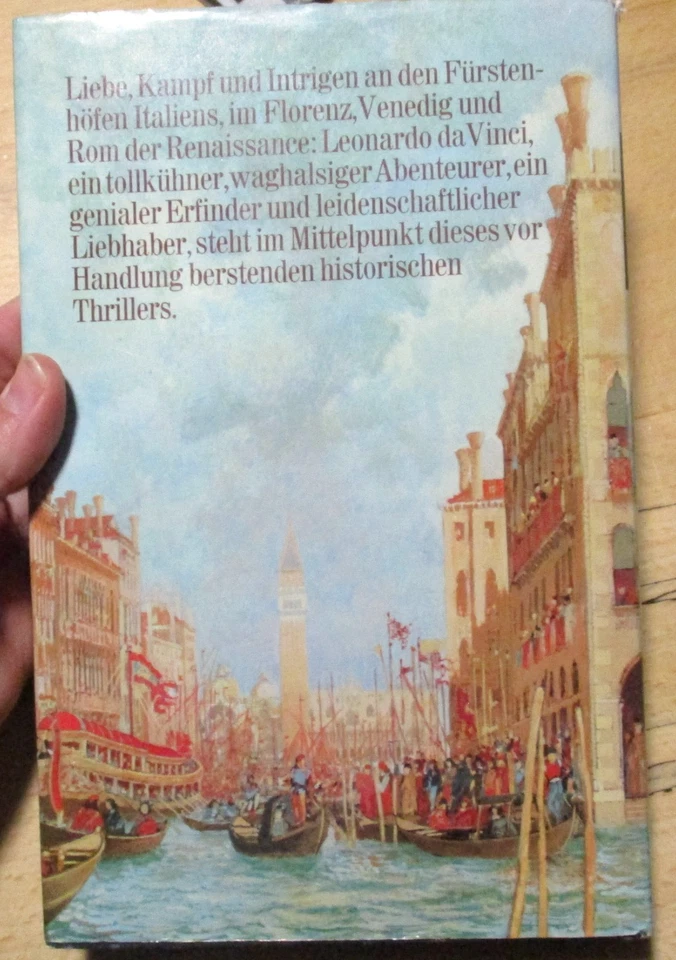 Liebe, Kampf und Intrigen an den Fürsten-
höfen Italiens, im Florenz, Venedig und
Rom der Renaissance: Leonardo da Vinci,
ein tollkühner, waghalsiger Abenteurer, ein
genialer Erfinder und leidenschaftlicher
Liebhaber, steht im Mittelpunkt dieses vor
Handlung berstenden historischen
Thrillers.